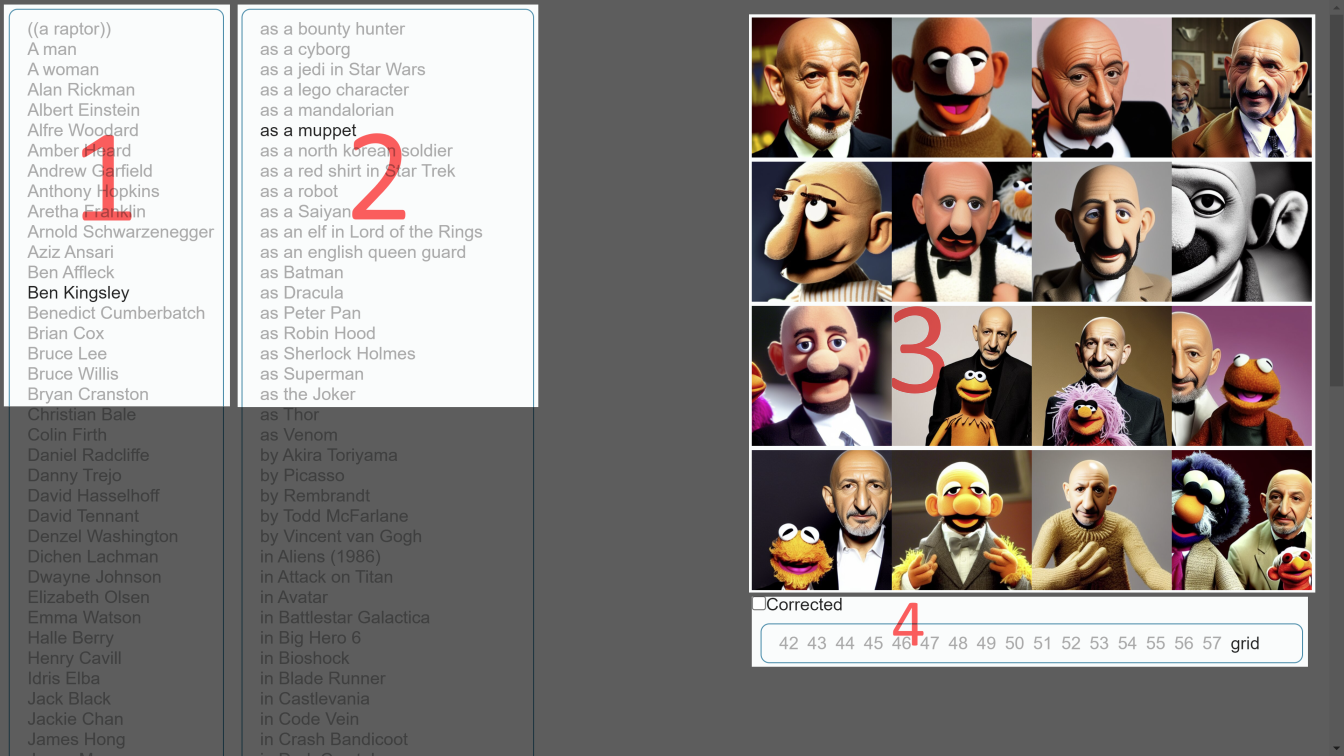 ((a raptor))
A man
A woman
Alan Rickman
Albert Einstein
Alfre Woodard
Amber Heard
Andrew Garfield
Anthony Hopkins
Aretha Franklin
Arnold Schwarzenegger
Aziz Ansari
Ben Affleck
Ben Kingsley
Benedict Cumberbatch
Brian Cox
Bruce Lee
Bruce Willis
Bryan Cranston
Christian Bale
Colin Firth
Daniel Radcliffe
Danny Trejo
David Hasselhoff
David Tennant
Denzel Washington
Dichen Lachman
Dwayne Johnson
Elizabeth Olsen
Emma Watson
Halle Berry
Henry Cavill
Idris Elba
Jack Black
Jackie Chan
James Hong
1
as a bounty hunter
as a cyborg
as a jedi in Star Wars
as a lego character
as a mandalorian
as a muppet
as a north korean soldier
as a red shirt in Star Trek
as a robot
as a Saiyan
as an elf in Lord of the Rings
as an english queen guard
as Batman
as Dracula
as Peter Pan
as Robin Hood
as Sherlock Holmes
as Superman
as the Joker
as Thor
as Venom
by Akira Toriyama
by Picasso
by Rembrandt
by Todd McFarlane
by Vincent van Gogh
in Aliens (1986)
in Attack on Titan
in Avatar
in Battlestar Galactica
in Big Hero 6
in Bioshock
in Blade Runner
in Castlevania
in Code Vein
in Crash Bandicoot
2
3
Corrected
4
42 43 44 45 46 47 48 49 50 51 52 53 54 55 56 57 grid